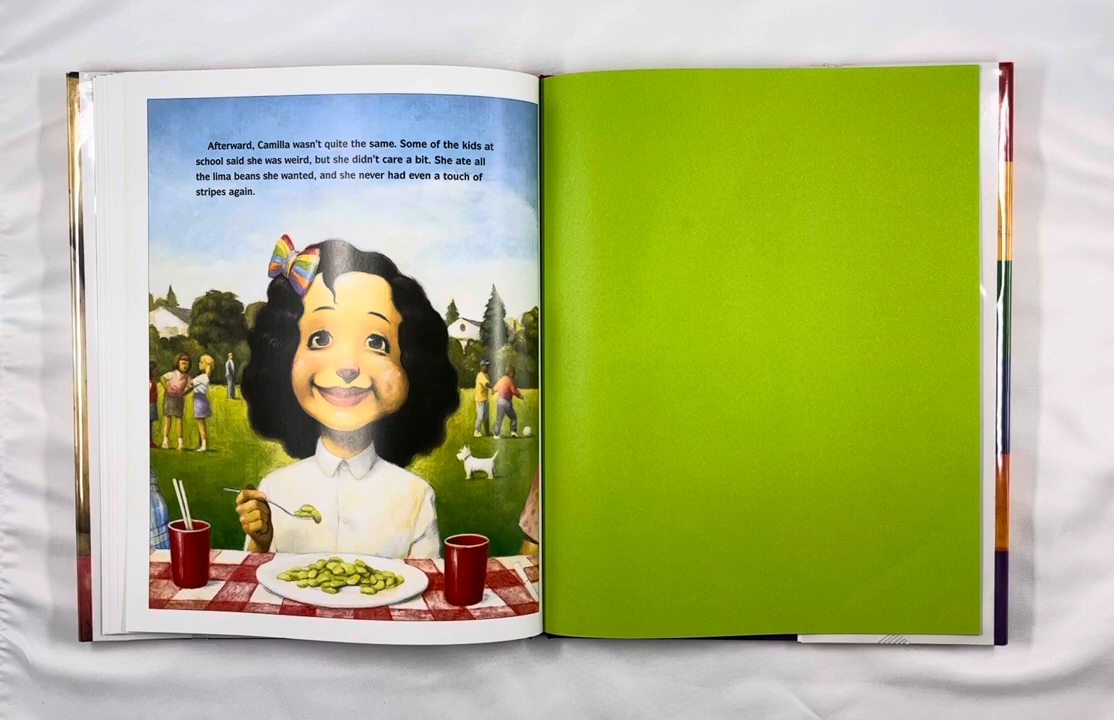 Afterward, Camilla wasn't quite the same. Some of the kids at
school said she was weird, but she didn't care a bit. She ate all
the lima beans she wanted, and she never had even a touch of
stripes again.